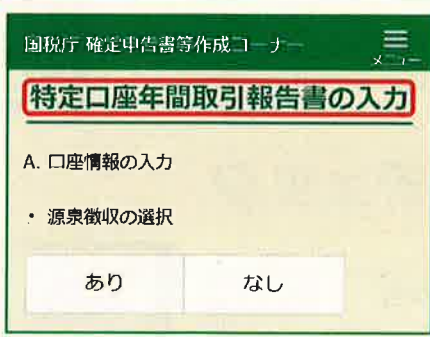 国税庁 確定申告書等作成コーナー
メニュー
特定口座年間取引報告書の入力
A. 口座情報の入力
・ 源泉徴収の選択
あり
なし